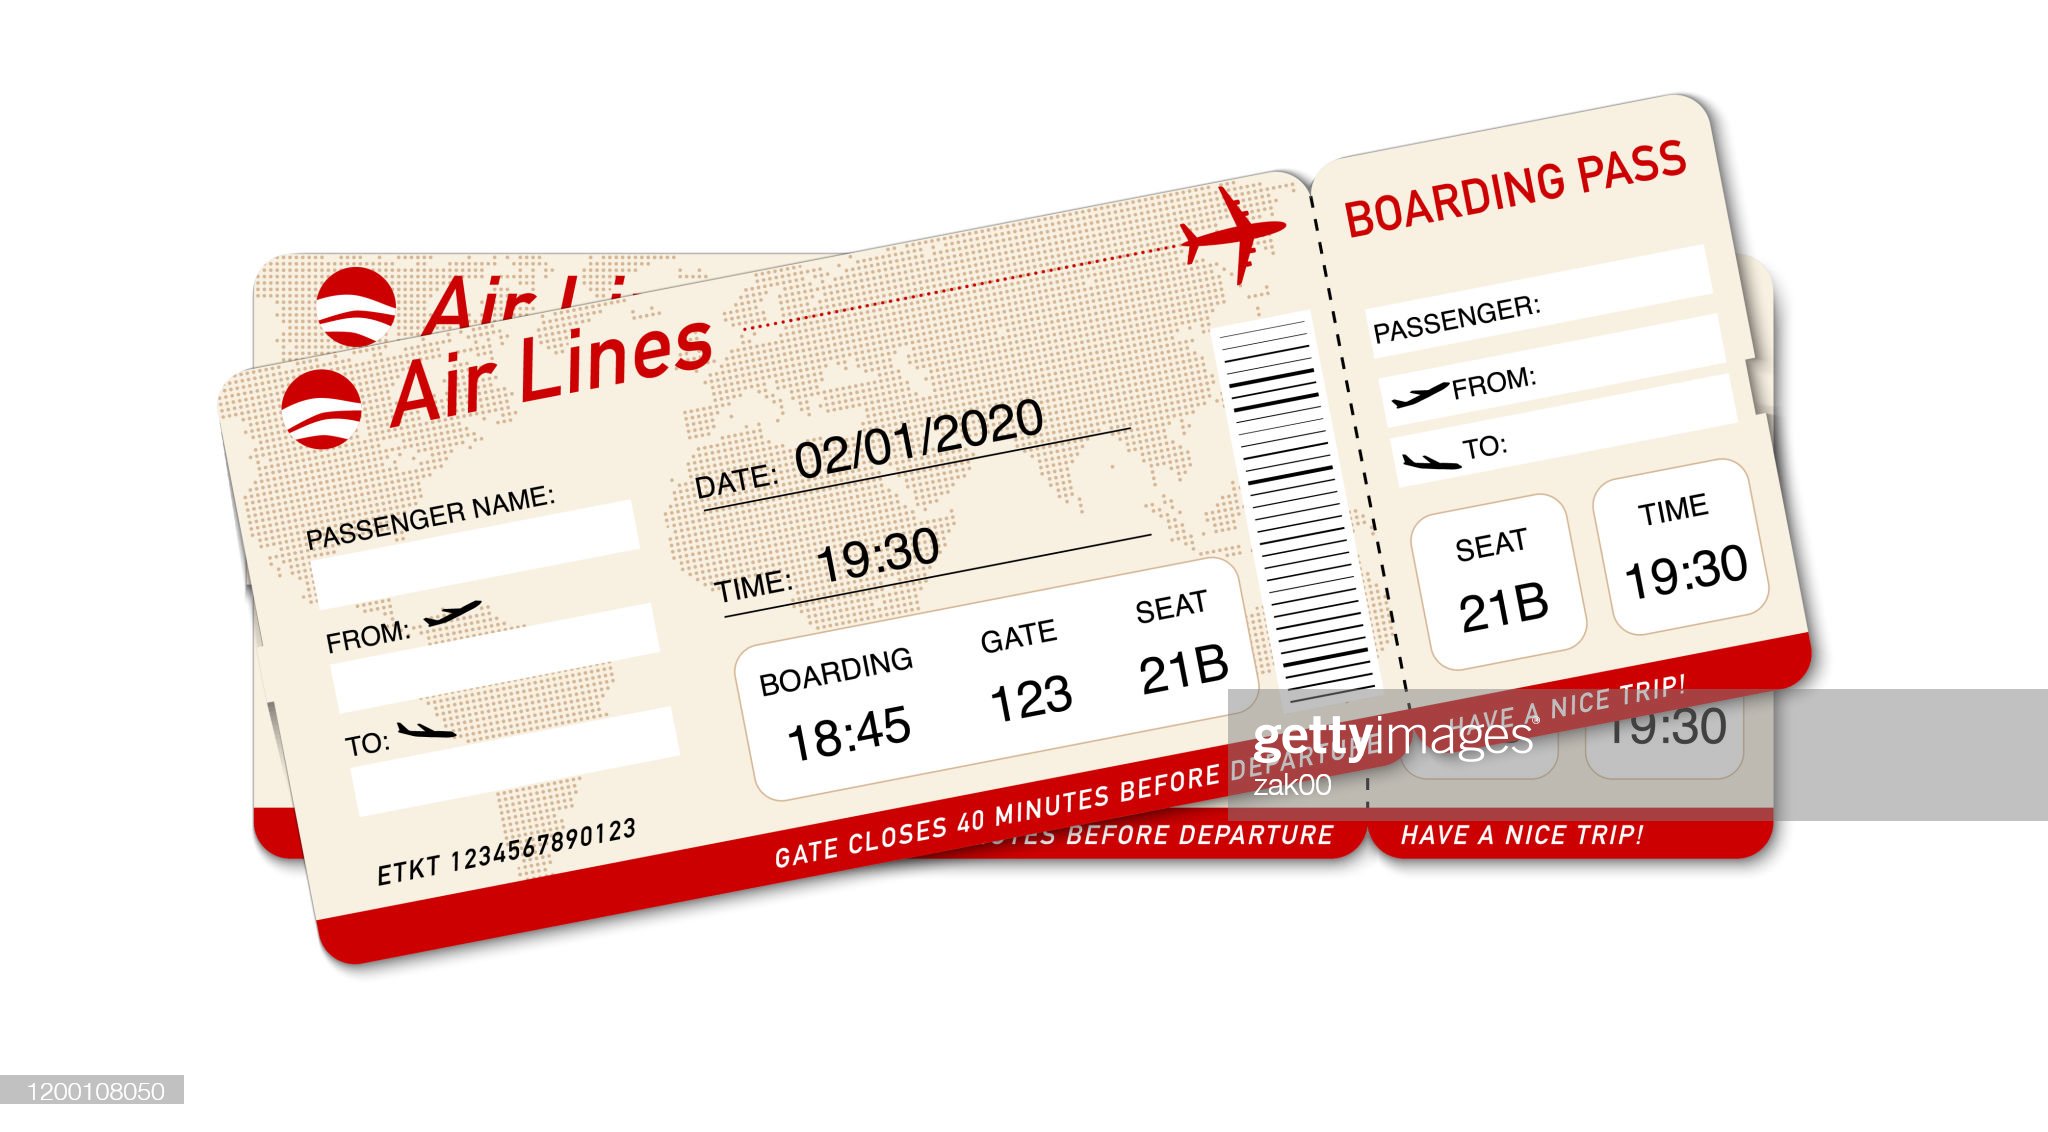 Air Li
Air Lines
BOARDING PASS
PASSENGER NAME:
FROM:
TO:
ETKT 1234567890123
DATE: 02/01/2020
TIME: 19:30
BOARDING GATE SEAT
18:45 123 21B
GATE CLOSES 40 MINUTES BEFORE DEPARTURE
PASSENGER:
FROM:
TO:
SEAT TIME
21B 19:30
HAVE A NICE TRIP!
19:30
BEFORE DEPARTURE
HAVE A NICE TRIP!
gettyimages®
zak00
1200108050